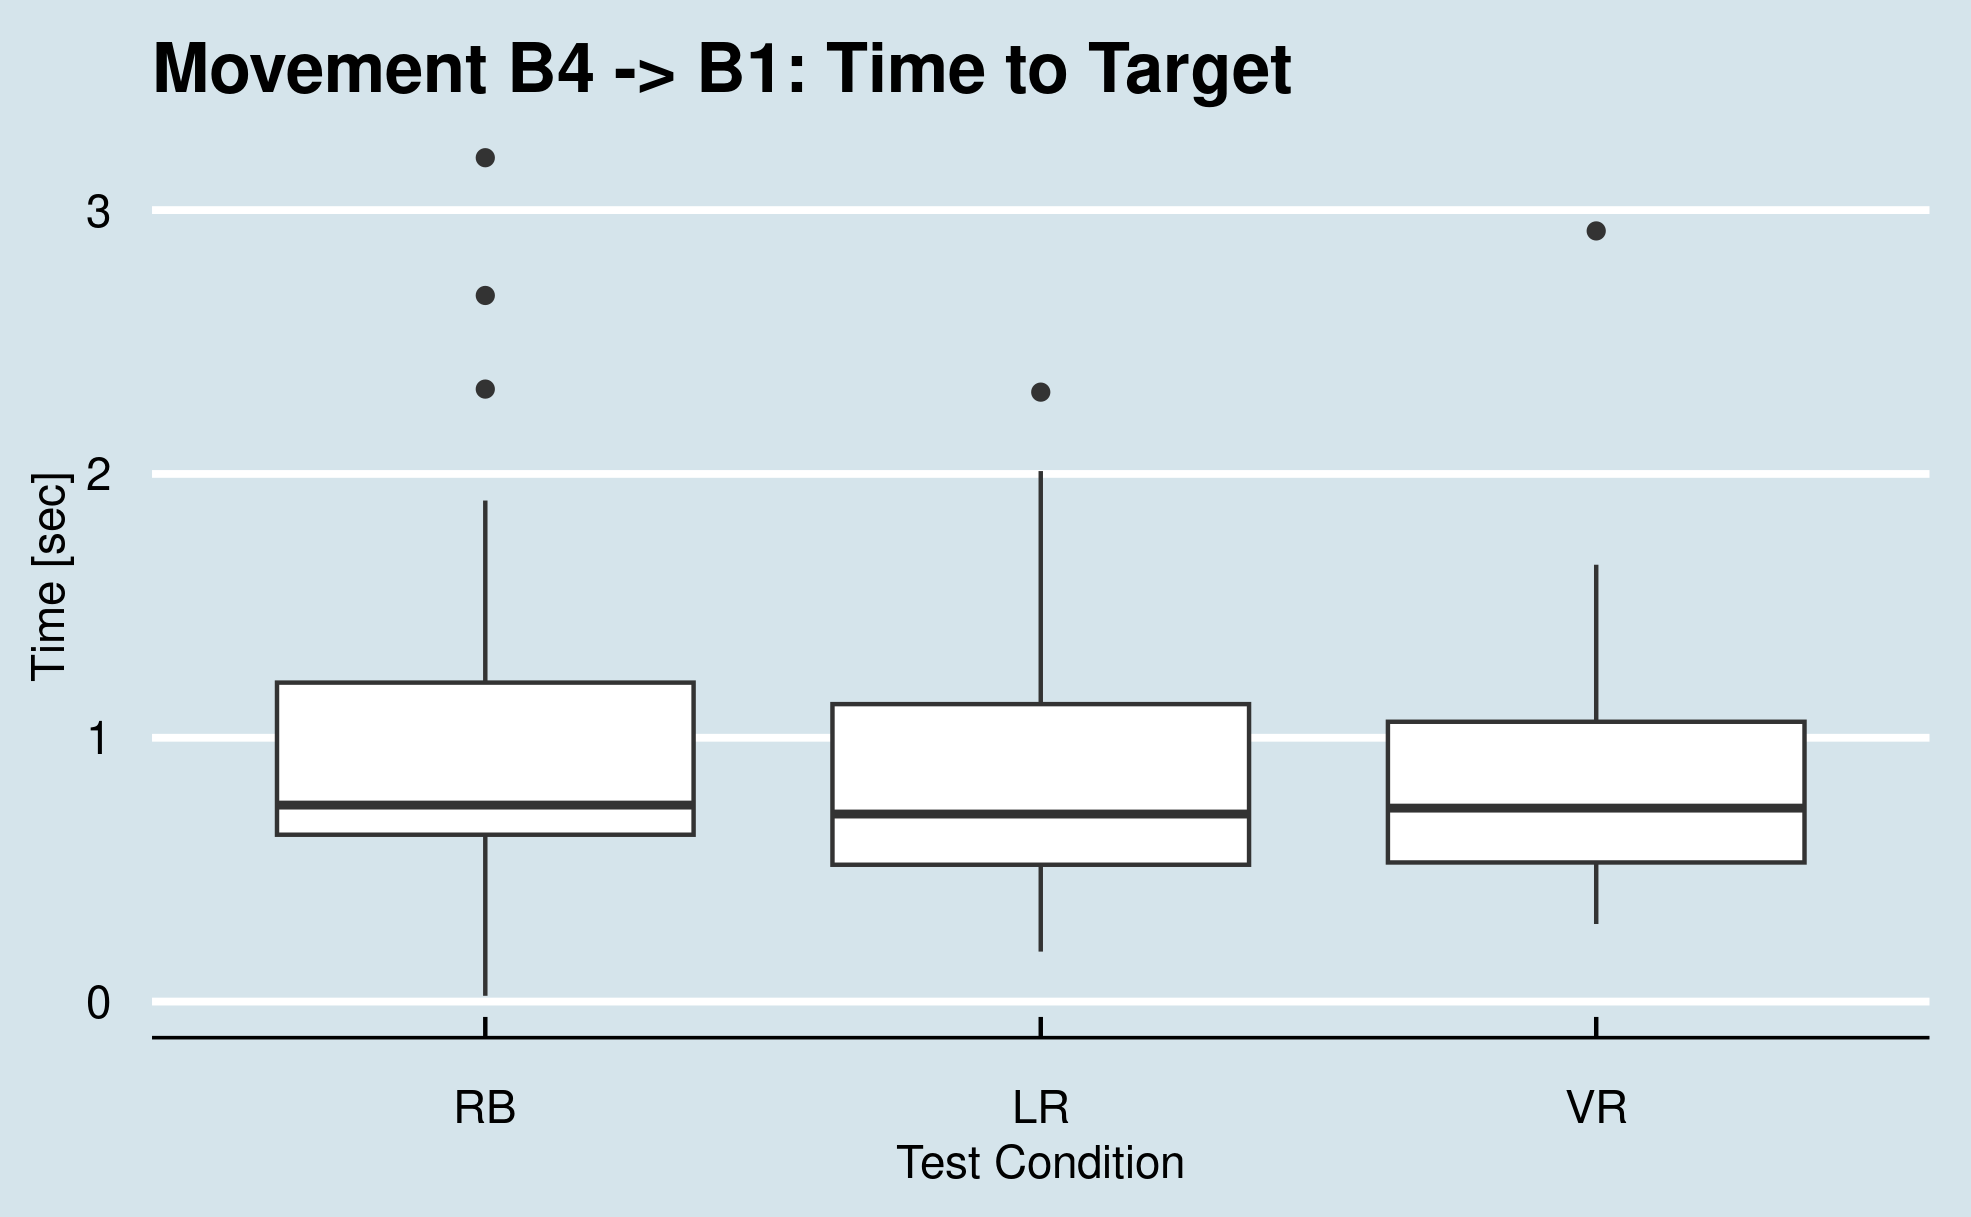 Movement B4 -> B1: Time to Target
Time [sec]
3
2
1
0
RB LR VR
Test Condition